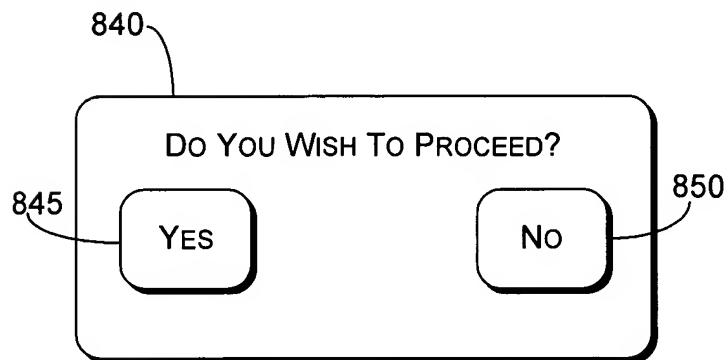 840
DO YOU WISH TO PROCEED?
845
YES
NO
850